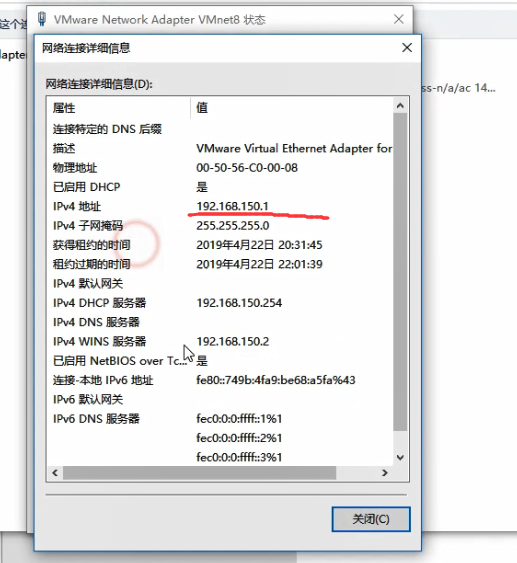 这个连
VMware Network Adapter VMnet8 状态
网络连接详细信息
dapter
ss-n/a/ac 14...
网络连接详细信息(D):
属性 值
连接特定的 DNS 后缀
描述 VMware Virtual Ethernet Adapter for
物理地址 00-50-56-C0-00-08
已启用 DHCP 是
IPv4 地址 192.168.150.1
IPv4 子网掩码 255.255.255.0
获得租约的时间 2019年4月22日 20:31:45
租约过期的时间 2019年4月22日 22:01:39
IPv4 默认网关
IPv4 DHCP 服务器 192.168.150.254
IPv4 DNS 服务器
IPv4 WINS 服务器 192.168.150.2
已启用 NetBIOS over Tc... 是
连接-本地 IPv6 地址 fe80::749b:4fa9:be68:a5fa%43
IPv6 默认网关
IPv6 DNS 服务器 fec0:0:0:ffff::1%1
fec0:0:0:ffff::2%1
fec0:0:0:ffff::3%1
关闭(C)